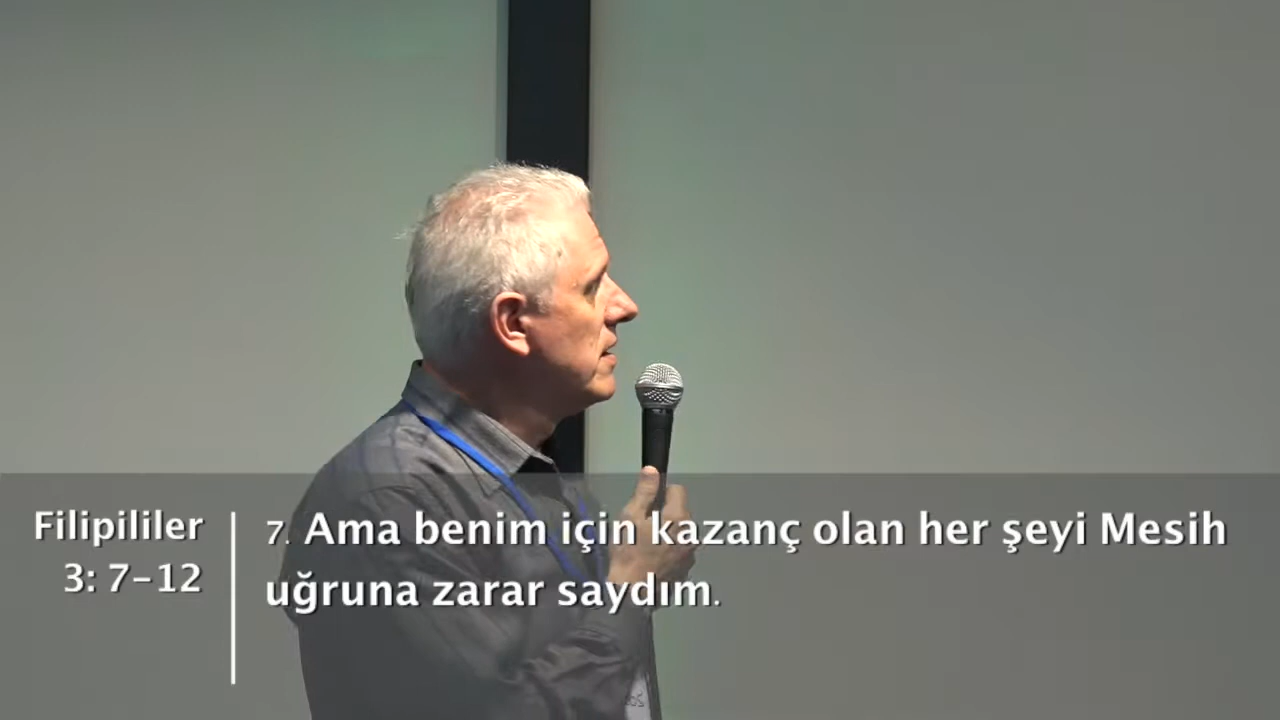 Filipililer
3: 7-12
7. Ama benim için kazanç olan her şeyi Mesih
uğruna zarar saydım.